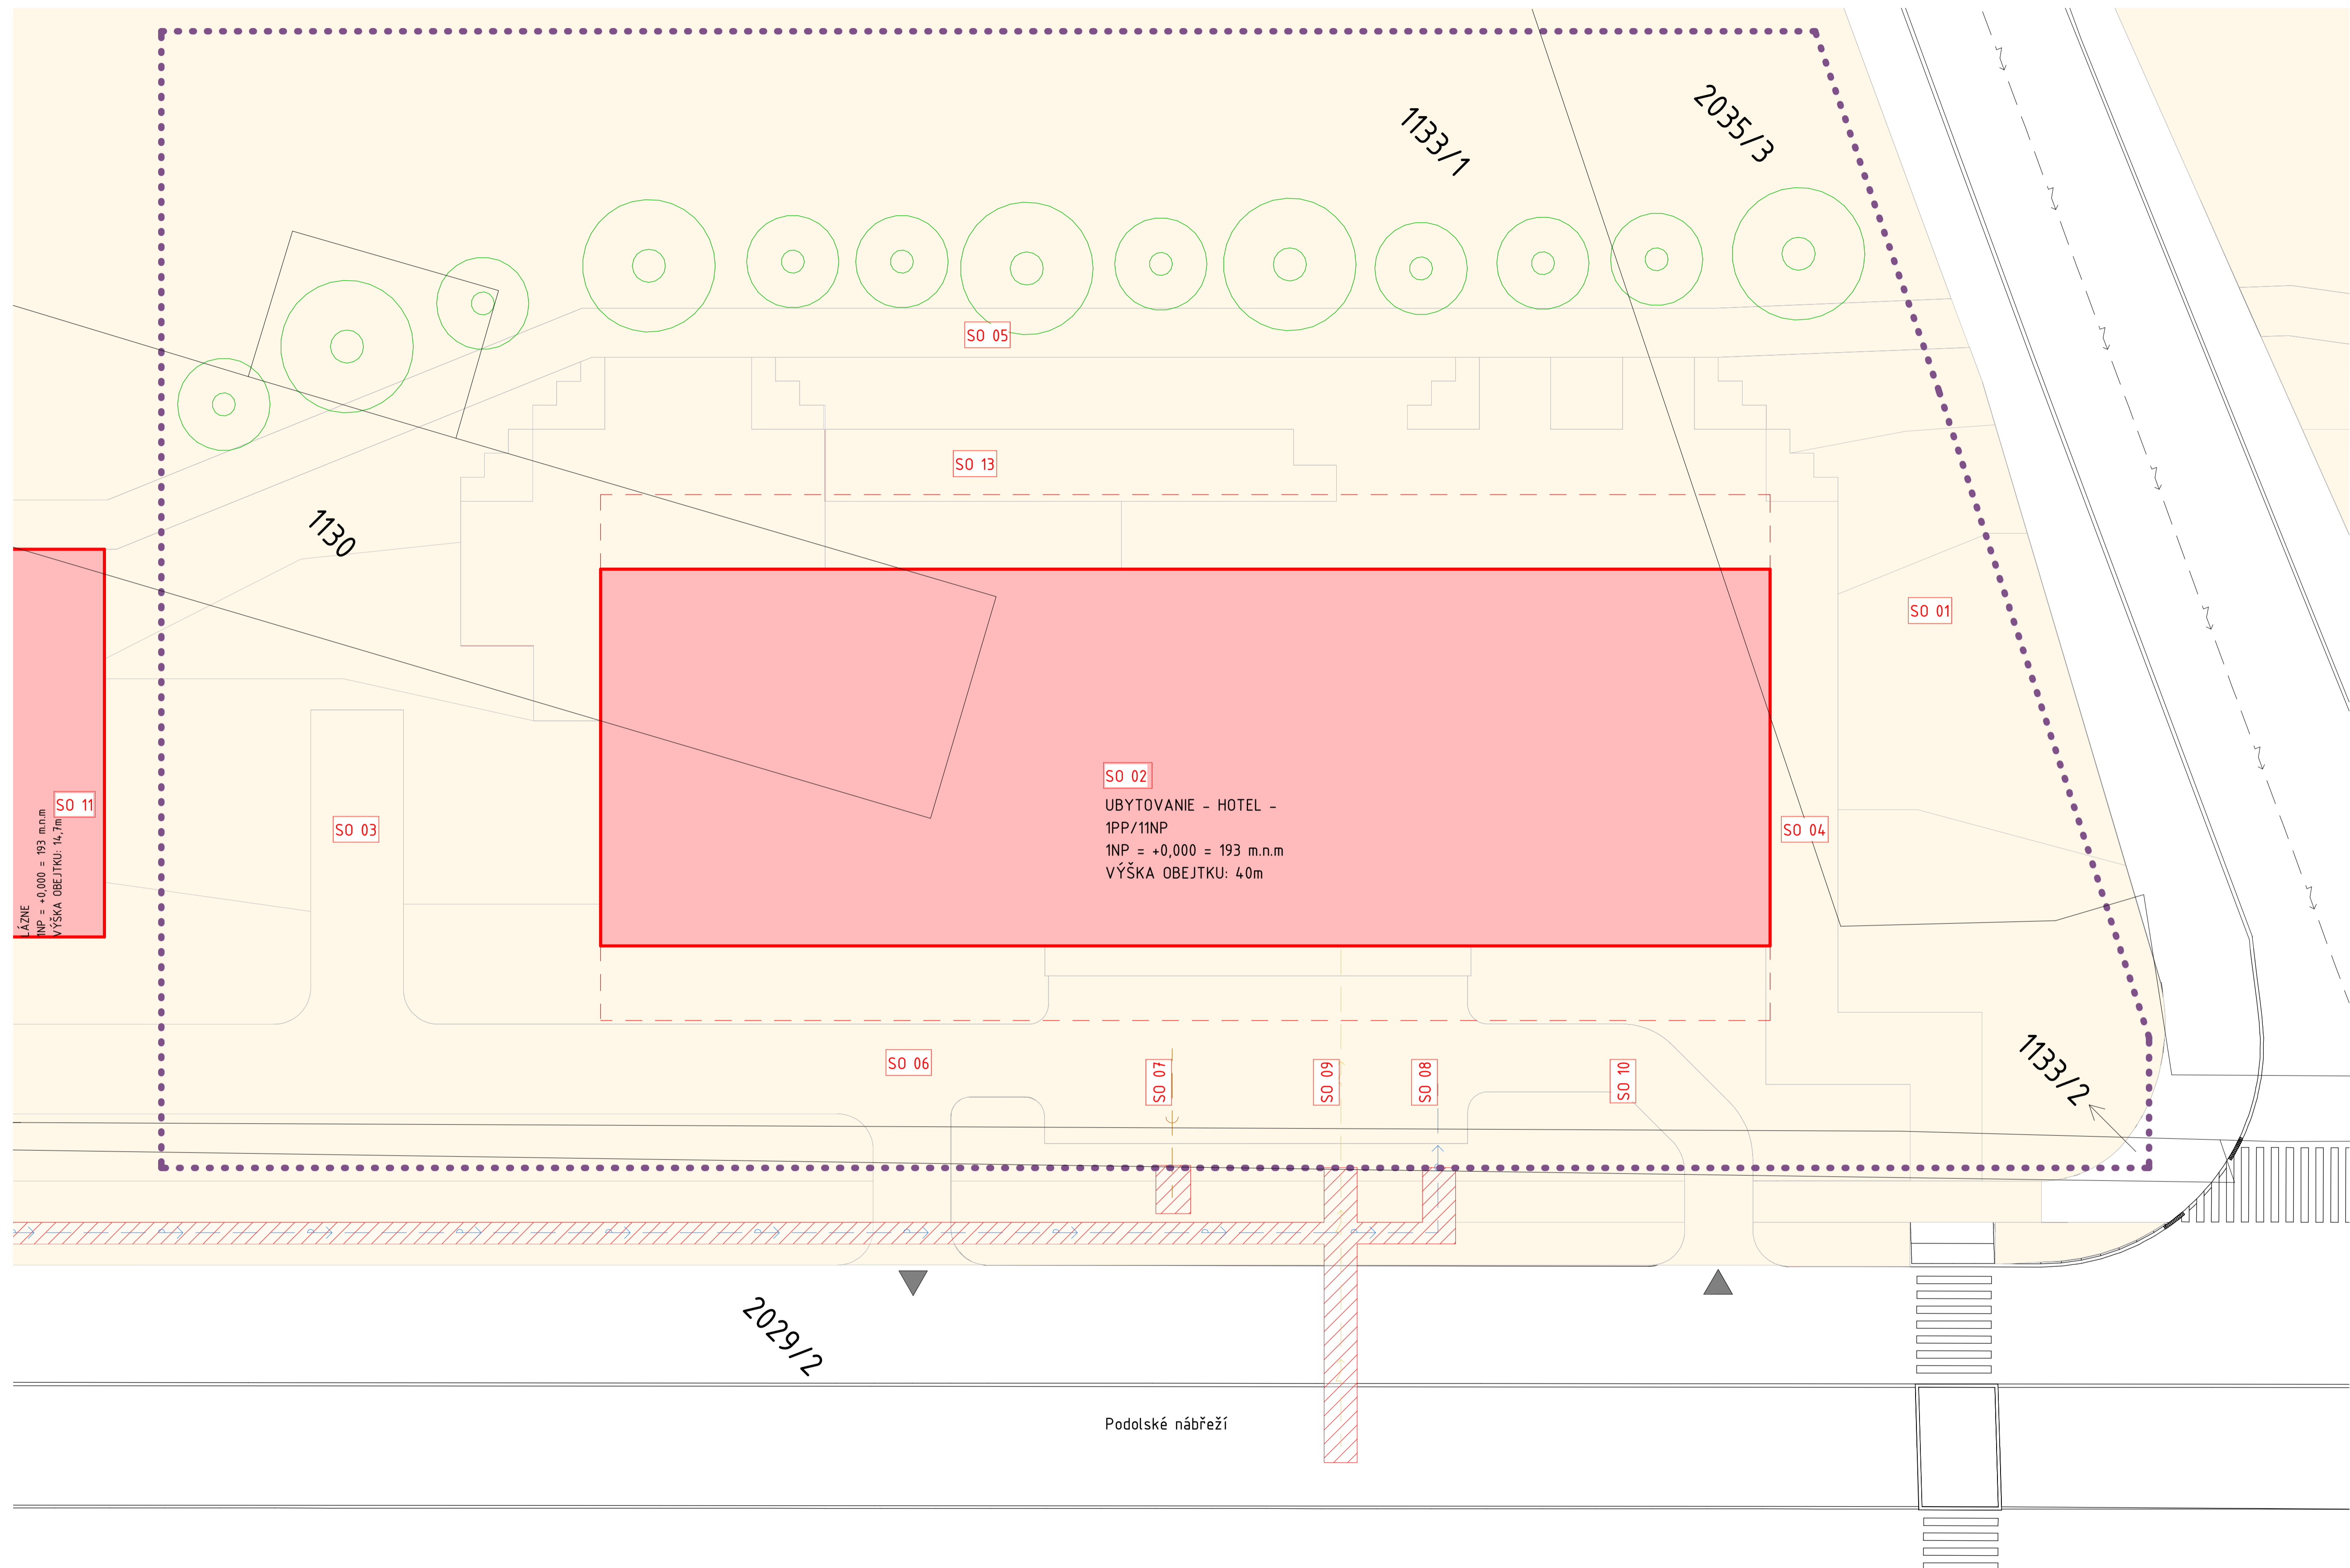 2035/3
1133/1
SO 05
SO 13
1130
SO 01
SO 02
UBYTOVANIE - HOTEL -
1PP/11NP
1NP = +0,000 = 193 m.n.m
VÝŠKA OBEJTKU: 40m
SO 11
LÁZNE
1NP = +0,000 = 193 m.n.m
VÝŠKA OBEJTKU: 14,7m
SO 03
SO 04
SO 06
SO 07
SO 09
SO 08
SO 10
1133/2
2029/2
Podolské nábřeží